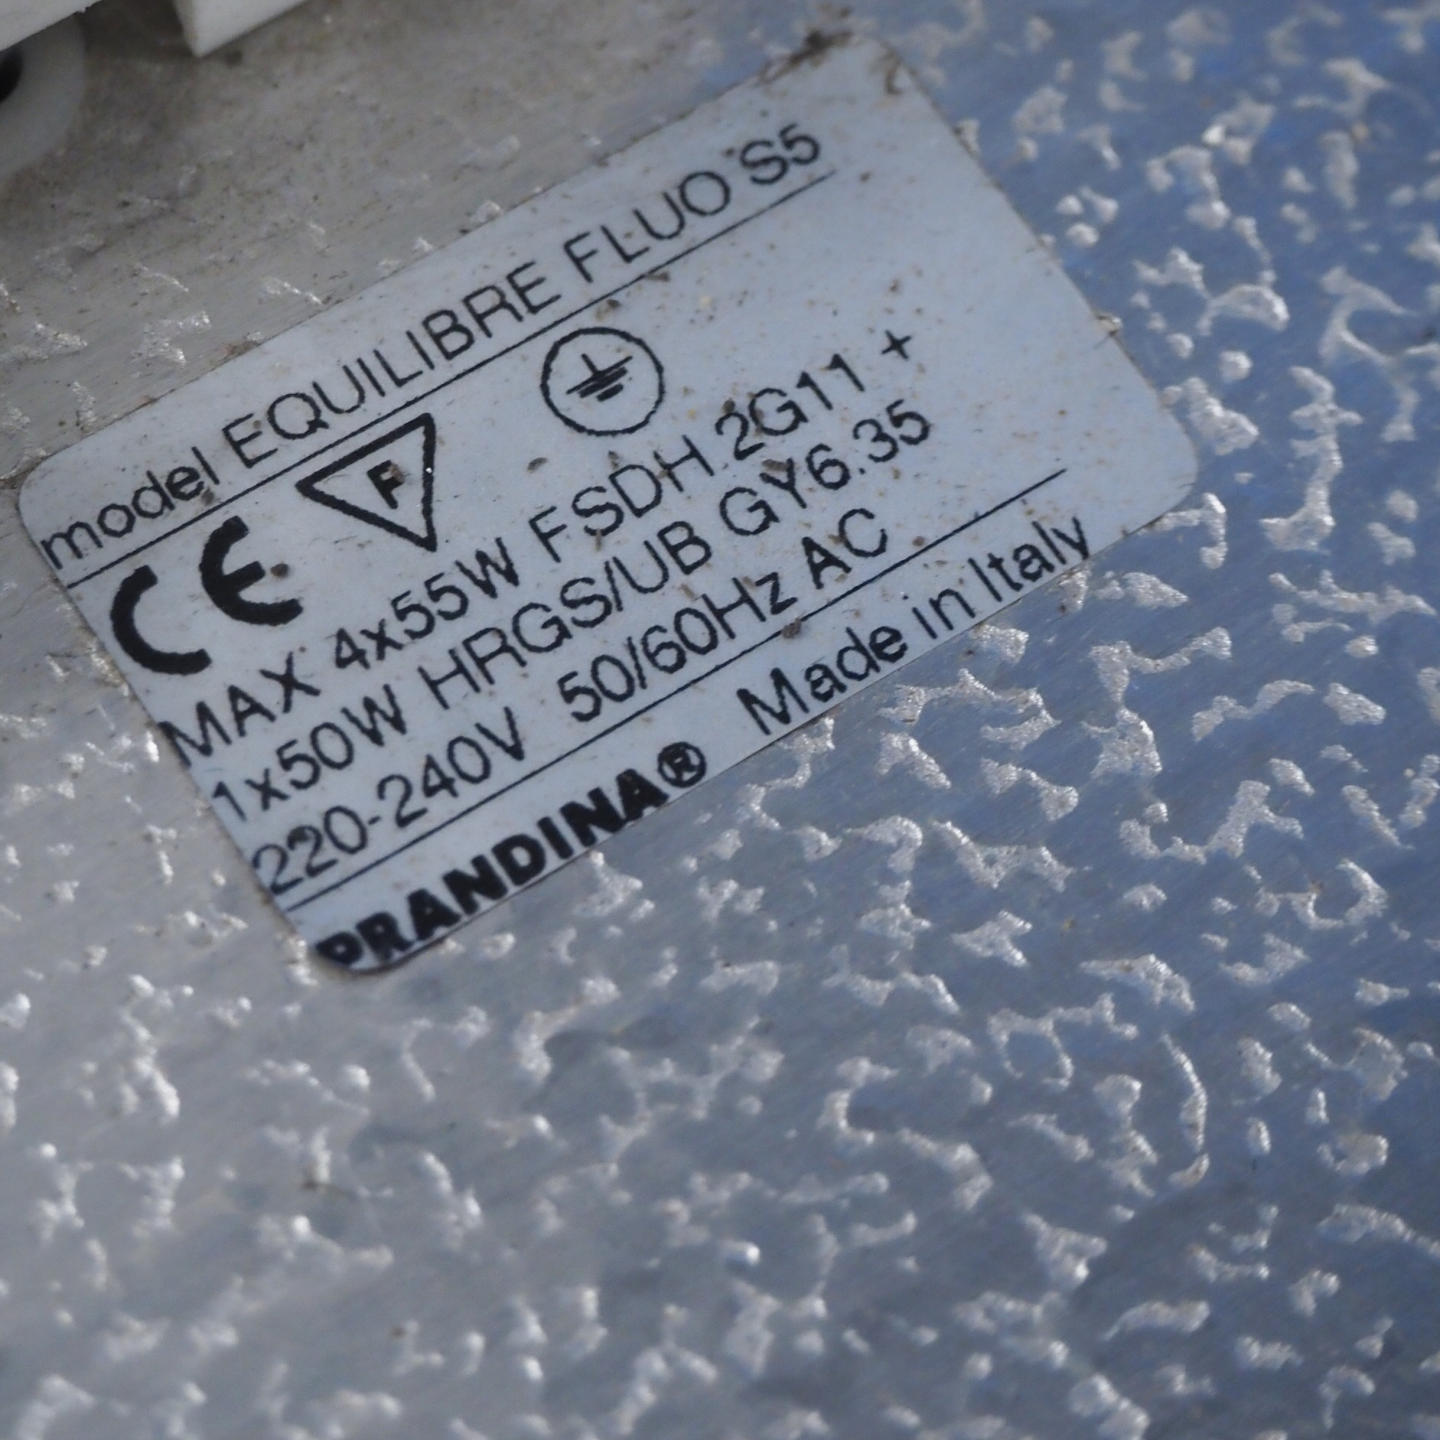 model EQUILIBRE FLUO S5
CE F
MAX 4x55W FSDH 2G11 +
1x50W HRGS/UB GY6.35
220-240V 50/60Hz AC
PRANDINA® Made in Italy